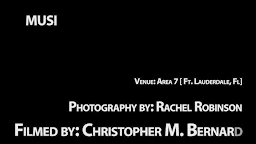 MUSI
VENUE: AREA 7 [ FT. LAUDERDALE, FL]
PHOTOGRAPHY BY: RACHEL ROBINSON
FILMED BY: CHRISTOPHER M. BERNARD